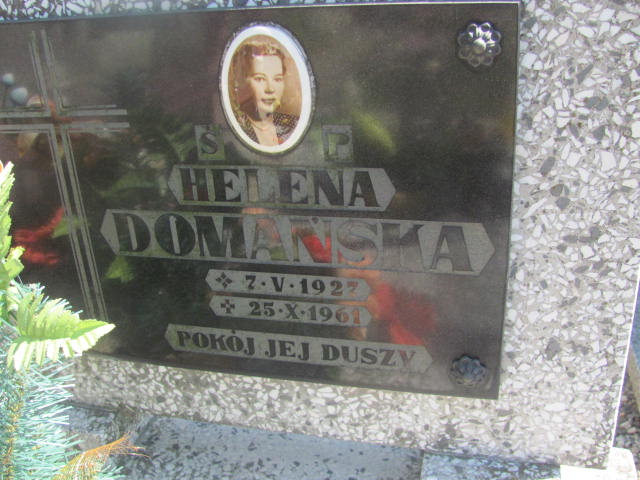 Ś P
HELENA
DOMAŃSKA
7·V·1927
25·X·1961
POKÓJ JEJ DUSZY